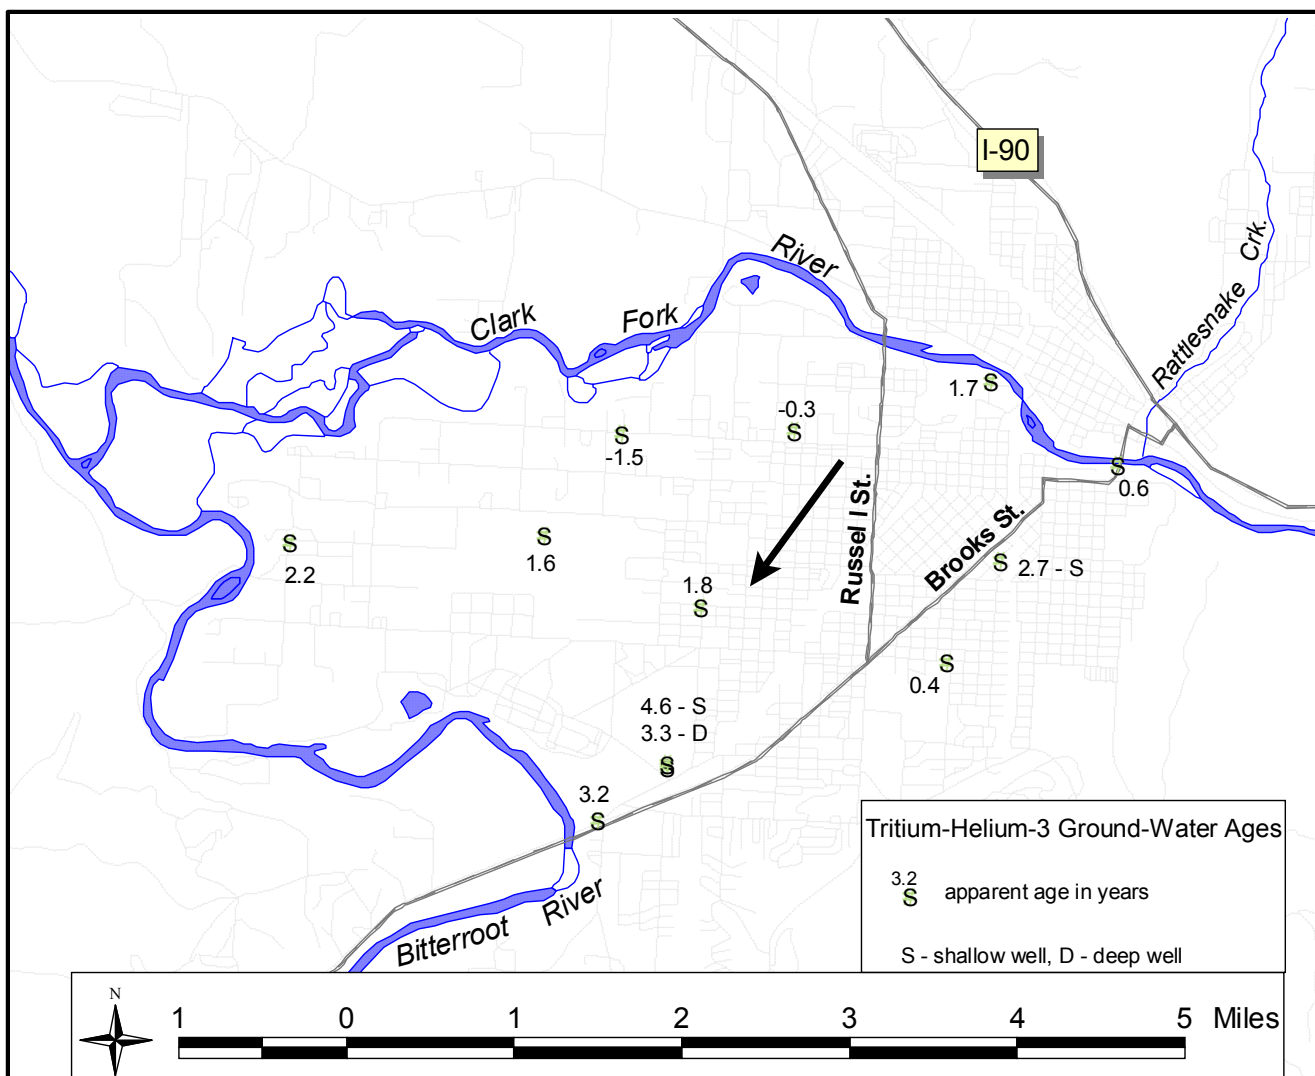 I-90
Rattlesnake Crk.
River
Clark
Fork
1.7
-0.3
-1.5
0.6
Russel l St.
Brooks St.
2.7 - S
S
2.2
S
1.6
S
1.8
S
S
S
S
S
S
S
0.4
S
4.6 - S
3.3 - D
S
3.2
S
Bitterroot River
Tritium-Helium-3 Ground-Water Ages
3.2
S apparent age in years
S - shallow well, D - deep well
N
1 0 1 2 3 4 5 Miles